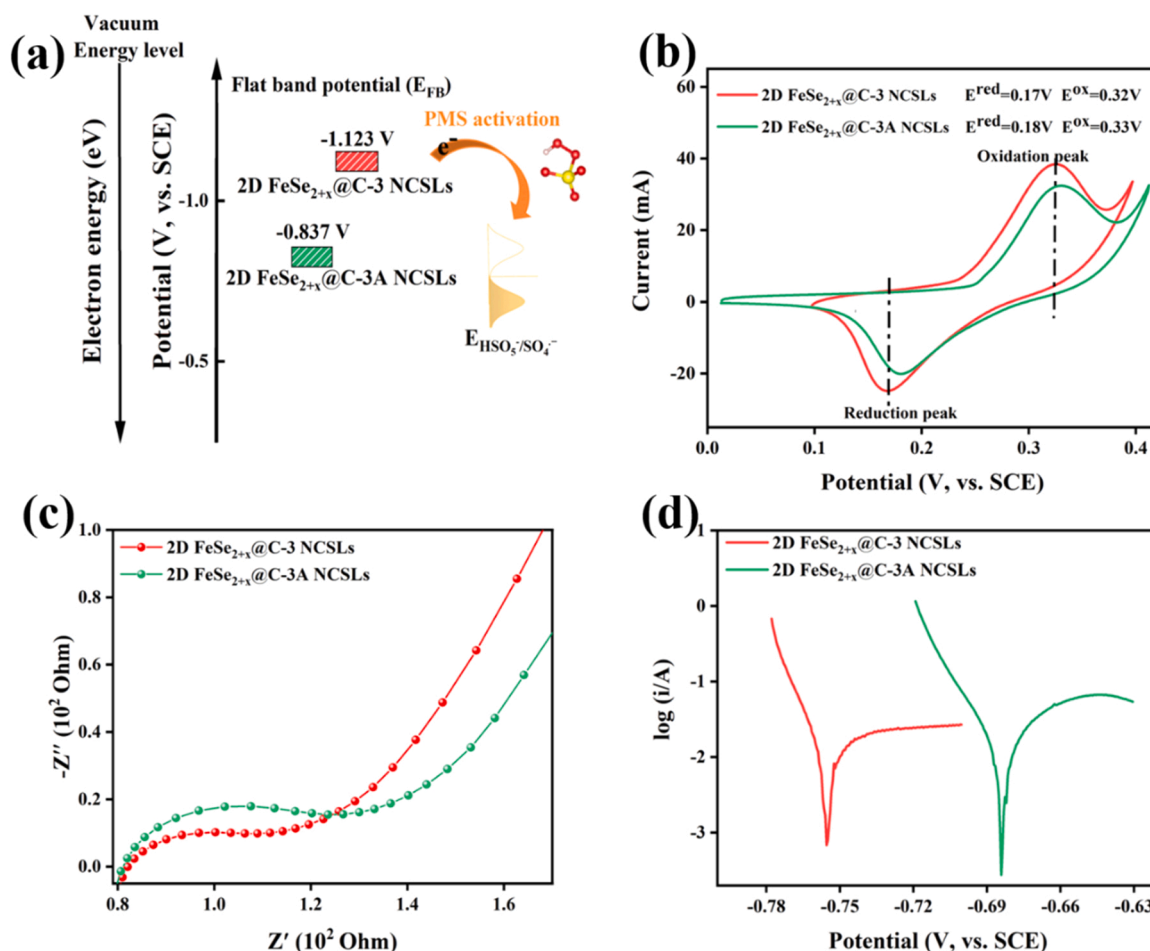 (a)
Vacuum
Energy level
Electron energy (eV)
Potential (V, vs. SCE)
-1.0
-0.5
Flat band potential (E_FB)
-1.123 V
2D FeSe₂₊ₓ@C-3 NCSLs
-0.837 V
2D FeSe₂₊ₓ@C-3A NCSLs
PMS activation
e⁻
E_HSO₅⁻/SO₄·⁻
(b)
2D FeSe₂₊ₓ@C-3 NCSLs E^red=0.17V E^ox=0.32V
2D FeSe₂₊ₓ@C-3A NCSLs E^red=0.18V E^ox=0.33V
Oxidation peak
Reduction peak
Current (mA)
60
40
20
0
-20
0.0 0.1 0.2 0.3 0.4
Potential (V, vs. SCE)
(c)
2D FeSe₂₊ₓ@C-3 NCSLs
2D FeSe₂₊ₓ@C-3A NCSLs
-Z″ (10² Ohm)
1.0
0.8
0.6
0.4
0.2
0.0
0.8 1.0 1.2 1.4 1.6
Z′ (10² Ohm)
(d)
2D FeSe₂₊ₓ@C-3 NCSLs
2D FeSe₂₊ₓ@C-3A NCSLs
log (i/A)
1
0
-1
-2
-3
-0.78 -0.75 -0.72 -0.69 -0.66 -0.63
Potential (V, vs. SCE)